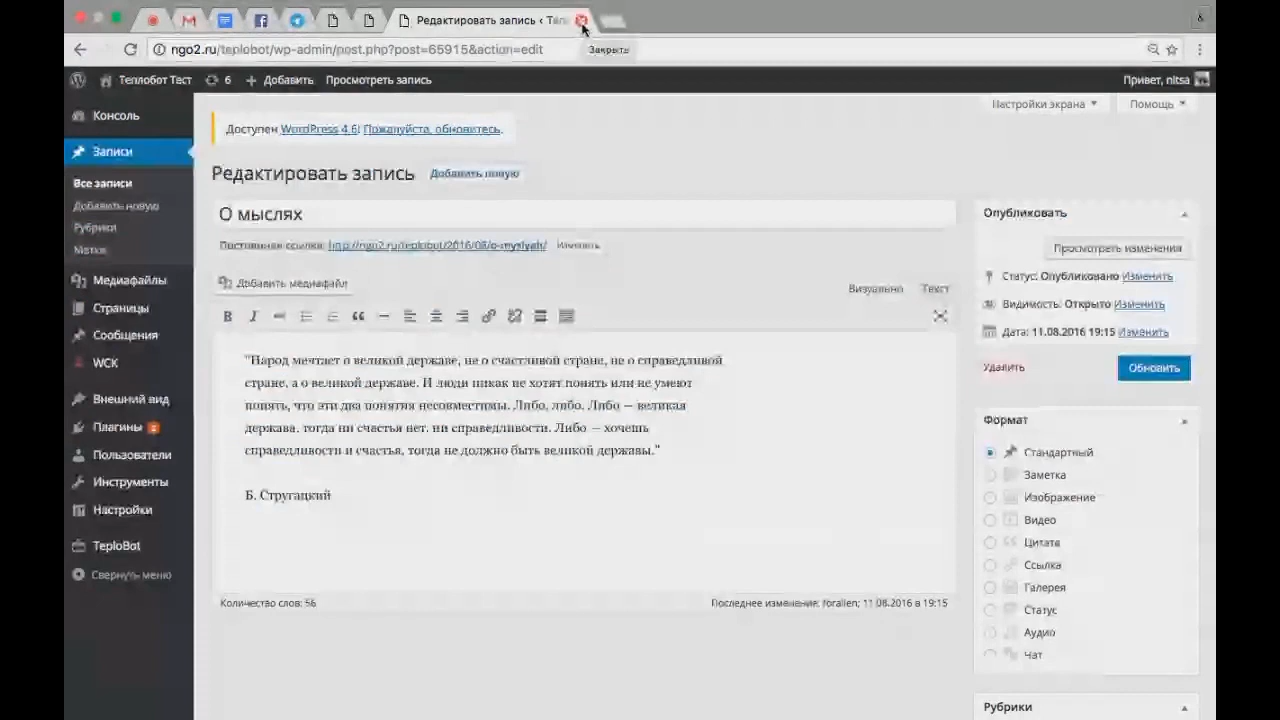 Редактировать запись ‹ Тепл
Закрыть
ngo2.ru/teplobot/wp-admin/post.php?post=65915&action=edit
Теплобот Тест
6
Добавить
Просмотреть запись
Привет, nitsa
Консоль
Записи
Все записи
Добавить новую
Рубрики
Метки
Медиафайлы
Страницы
Сообщения
WCK
Внешний вид
Плагины 2
Пользователи
Инструменты
Настройки
TeploBot
Свернуть меню
Настройки экрана
Помощь
Доступен WordPress 4.6! Пожалуйста, обновитесь.
Редактировать запись
Добавить новую
О мыслях
Постоянная ссылка: http://ngo2.ru/teplobot/2016/08/o-myslyah/ Изменить
Добавить медиафайл
Визуально
Текст
"Народ мечтает о великой державе, не о счастливой стране, не о справедливой
стране, а о великой державе. И люди никак не хотят понять или не умеют
понять, что эти два понятия несовместимы. Либо, либо. Либо – великая
держава, тогда ни счастья нет, ни справедливости. Либо – хочешь
справедливости и счастья, тогда не должно быть великой державы."
Б. Стругацкий
Количество слов: 56
Последнее изменение: foralien; 11.08.2016 в 19:15
Опубликовать
Просмотреть изменения
Статус: Опубликовано Изменить
Видимость: Открыто Изменить
Дата: 11.08.2016 19:15 Изменить
Удалить
Обновить
Формат
Стандартный
Заметка
Изображение
Видео
Цитата
Ссылка
Галерея
Статус
Аудио
Чат
Рубрики